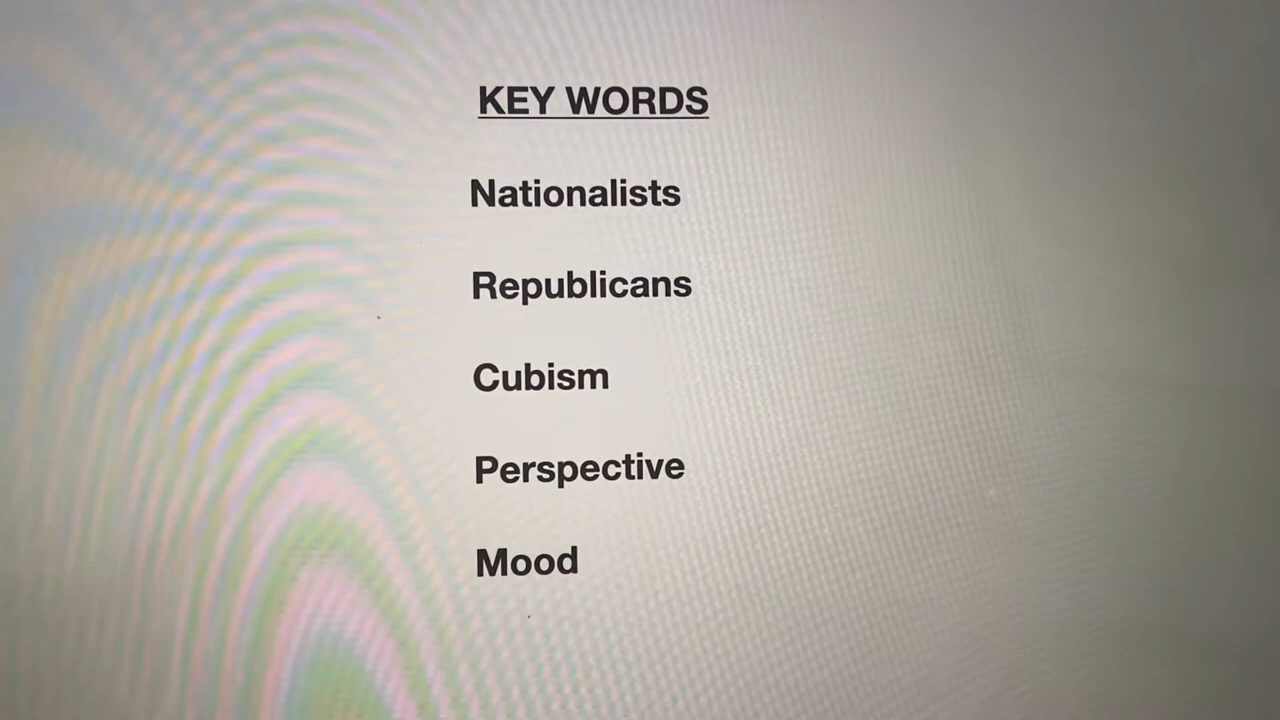 KEY WORDS
Nationalists
Republicans
Cubism
Perspective
Mood